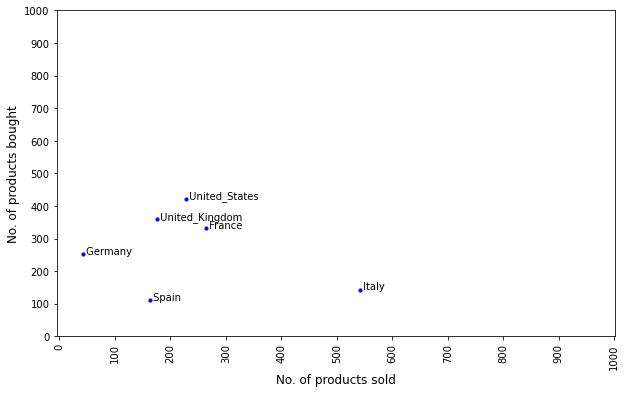 1000
900
800
700
600
500
400
300
200
100
0
No. of products bought
United_States
United_Kingdom
France
Germany
Spain
Italy
0
100
200
300
400
500
600
700
800
900
1000
No. of products sold